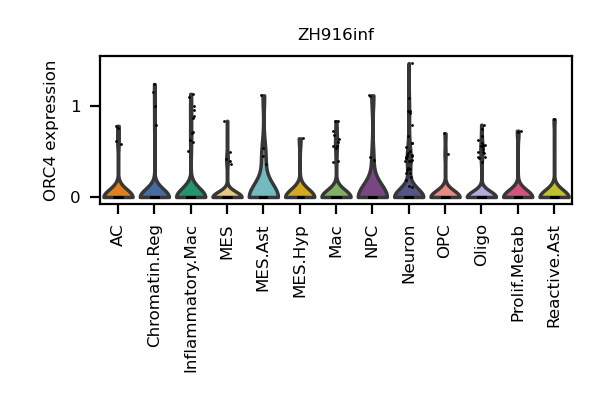 ZH916inf
ORC4 expression
1
0
AC
Chromatin.Reg
Inflammatory.Mac
MES
MES.Ast
MES.Hyp
Mac
NPC
Neuron
OPC
Oligo
Prolif.Metab
Reactive.Ast